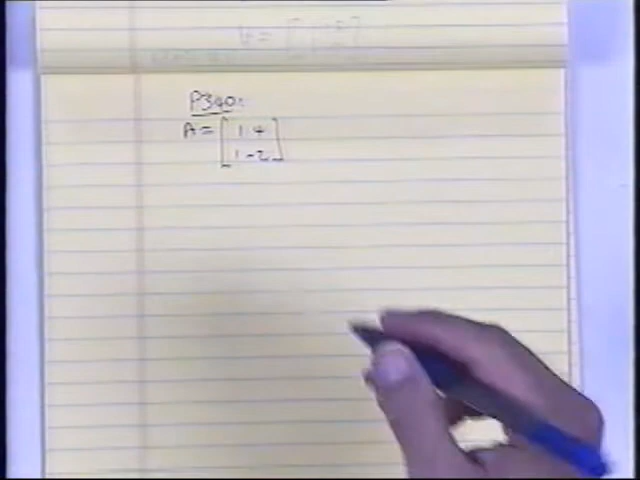 P340:
A = [ 1 4
1 -2 ]